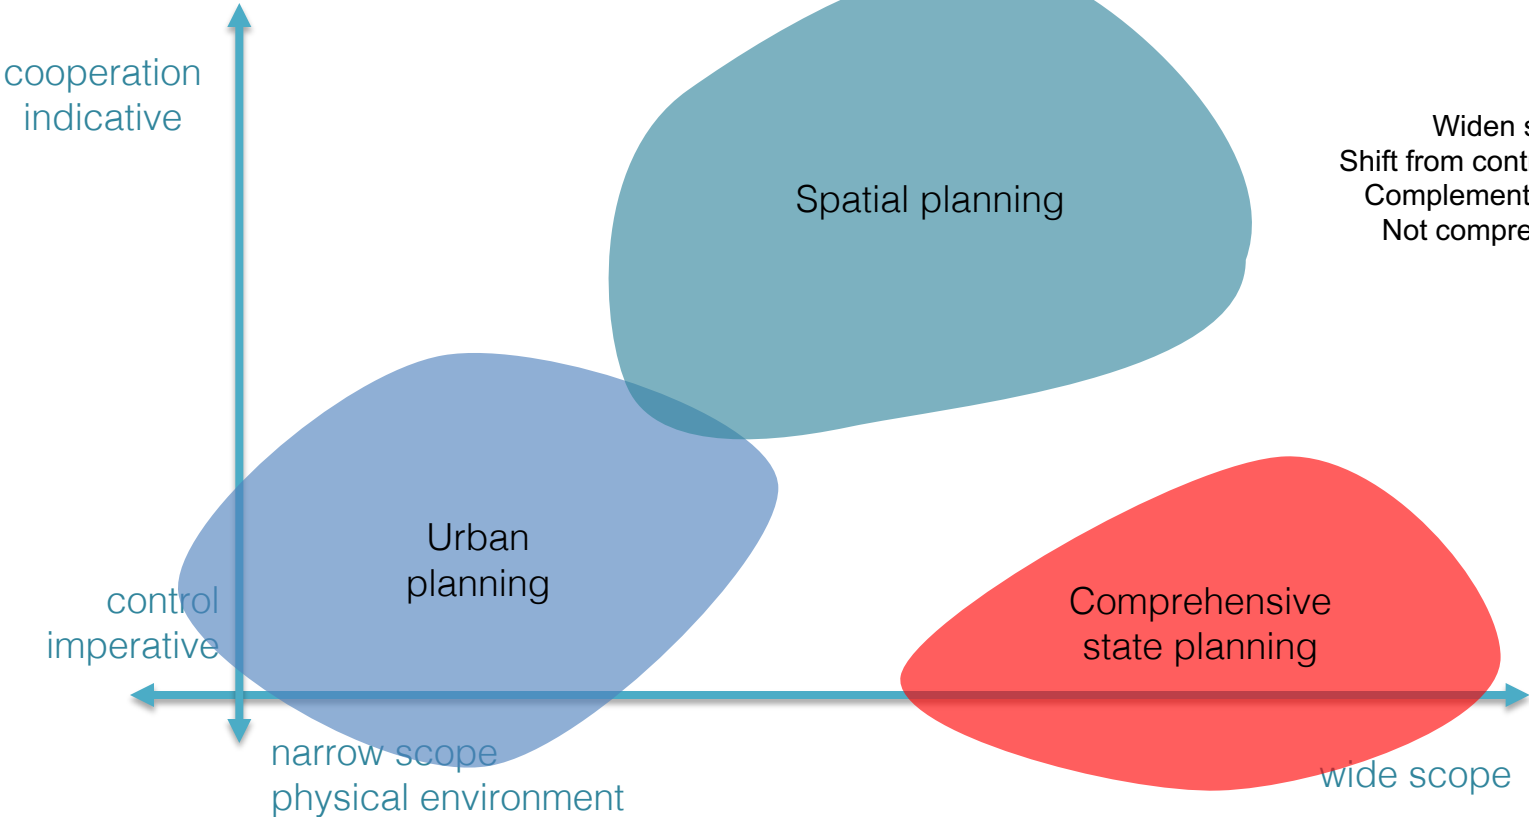 cooperation
indicative
Widen
Shift from
Complement
Not
Spatial planning
Urban
planning
control
imperative
Comprehensive
state planning
narrow scope
physical environment
wide scope